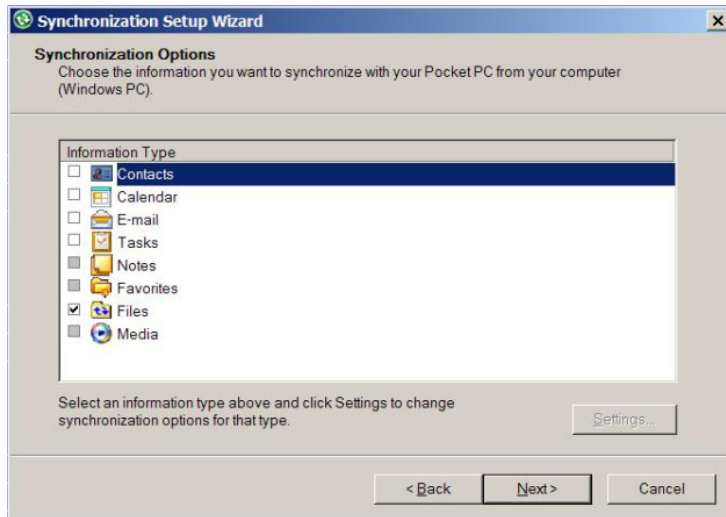 Synchronization Setup Wizard
Synchronization Options
Choose the information you want to synchronize with your Pocket PC from your computer
(Windows PC).
Information Type
Contacts
Calendar
E-mail
Tasks
Notes
Favorites
Files
Media
Select an information type above and click Settings to change
synchronization options for that type.
Settings...
< Back
Next >
Cancel